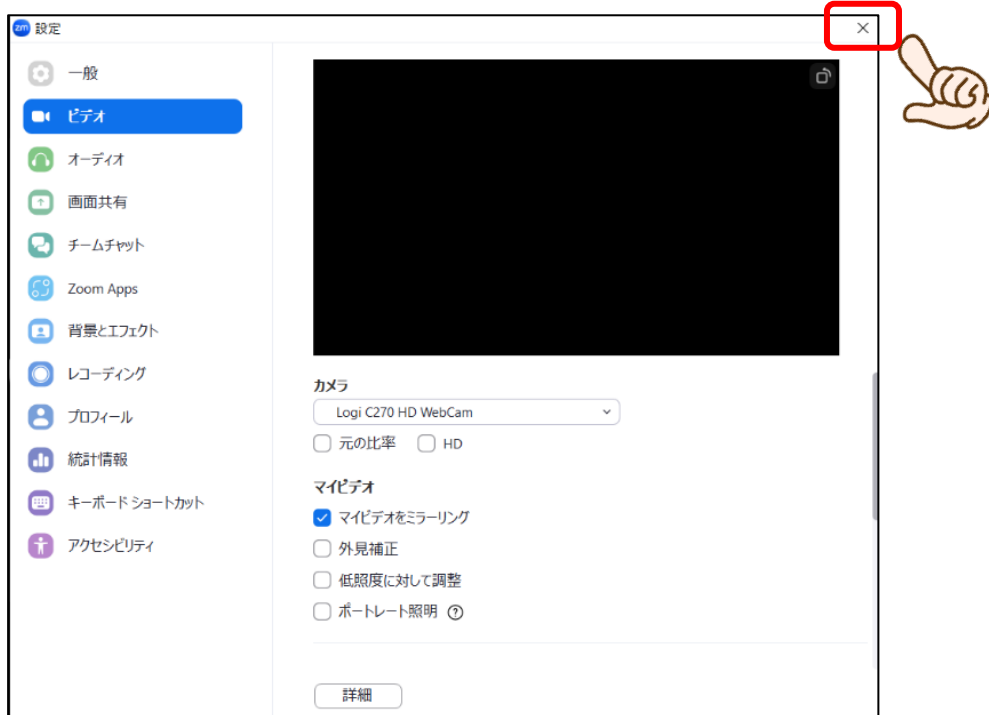 zm 設定
一般
ビデオ
オーディオ
画面共有
チームチャット
Zoom Apps
背景とエフェクト
レコーディング
プロフィール
統計情報
キーボード ショートカット
アクセシビリティ
カメラ
Logi C270 HD WebCam
元の比率 HD
マイビデオ
マイビデオをミラーリング
外見補正
低照度に対して調整
ポートレート照明 ?
詳細